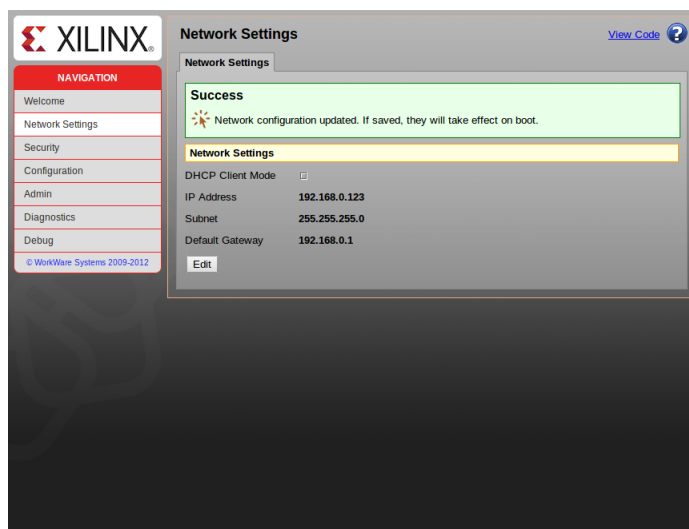 XILINX®
NAVIGATION
Welcome
Network Settings
Security
Configuration
Admin
Diagnostics
Debug
© WorkWare Systems 2009-2012
Network Settings
View Code ?
Network Settings
Success
Network configuration updated. If saved, they will take effect on boot.
Network Settings
DHCP Client Mode
IP Address 192.168.0.123
Subnet 255.255.255.0
Default Gateway 192.168.0.1
Edit